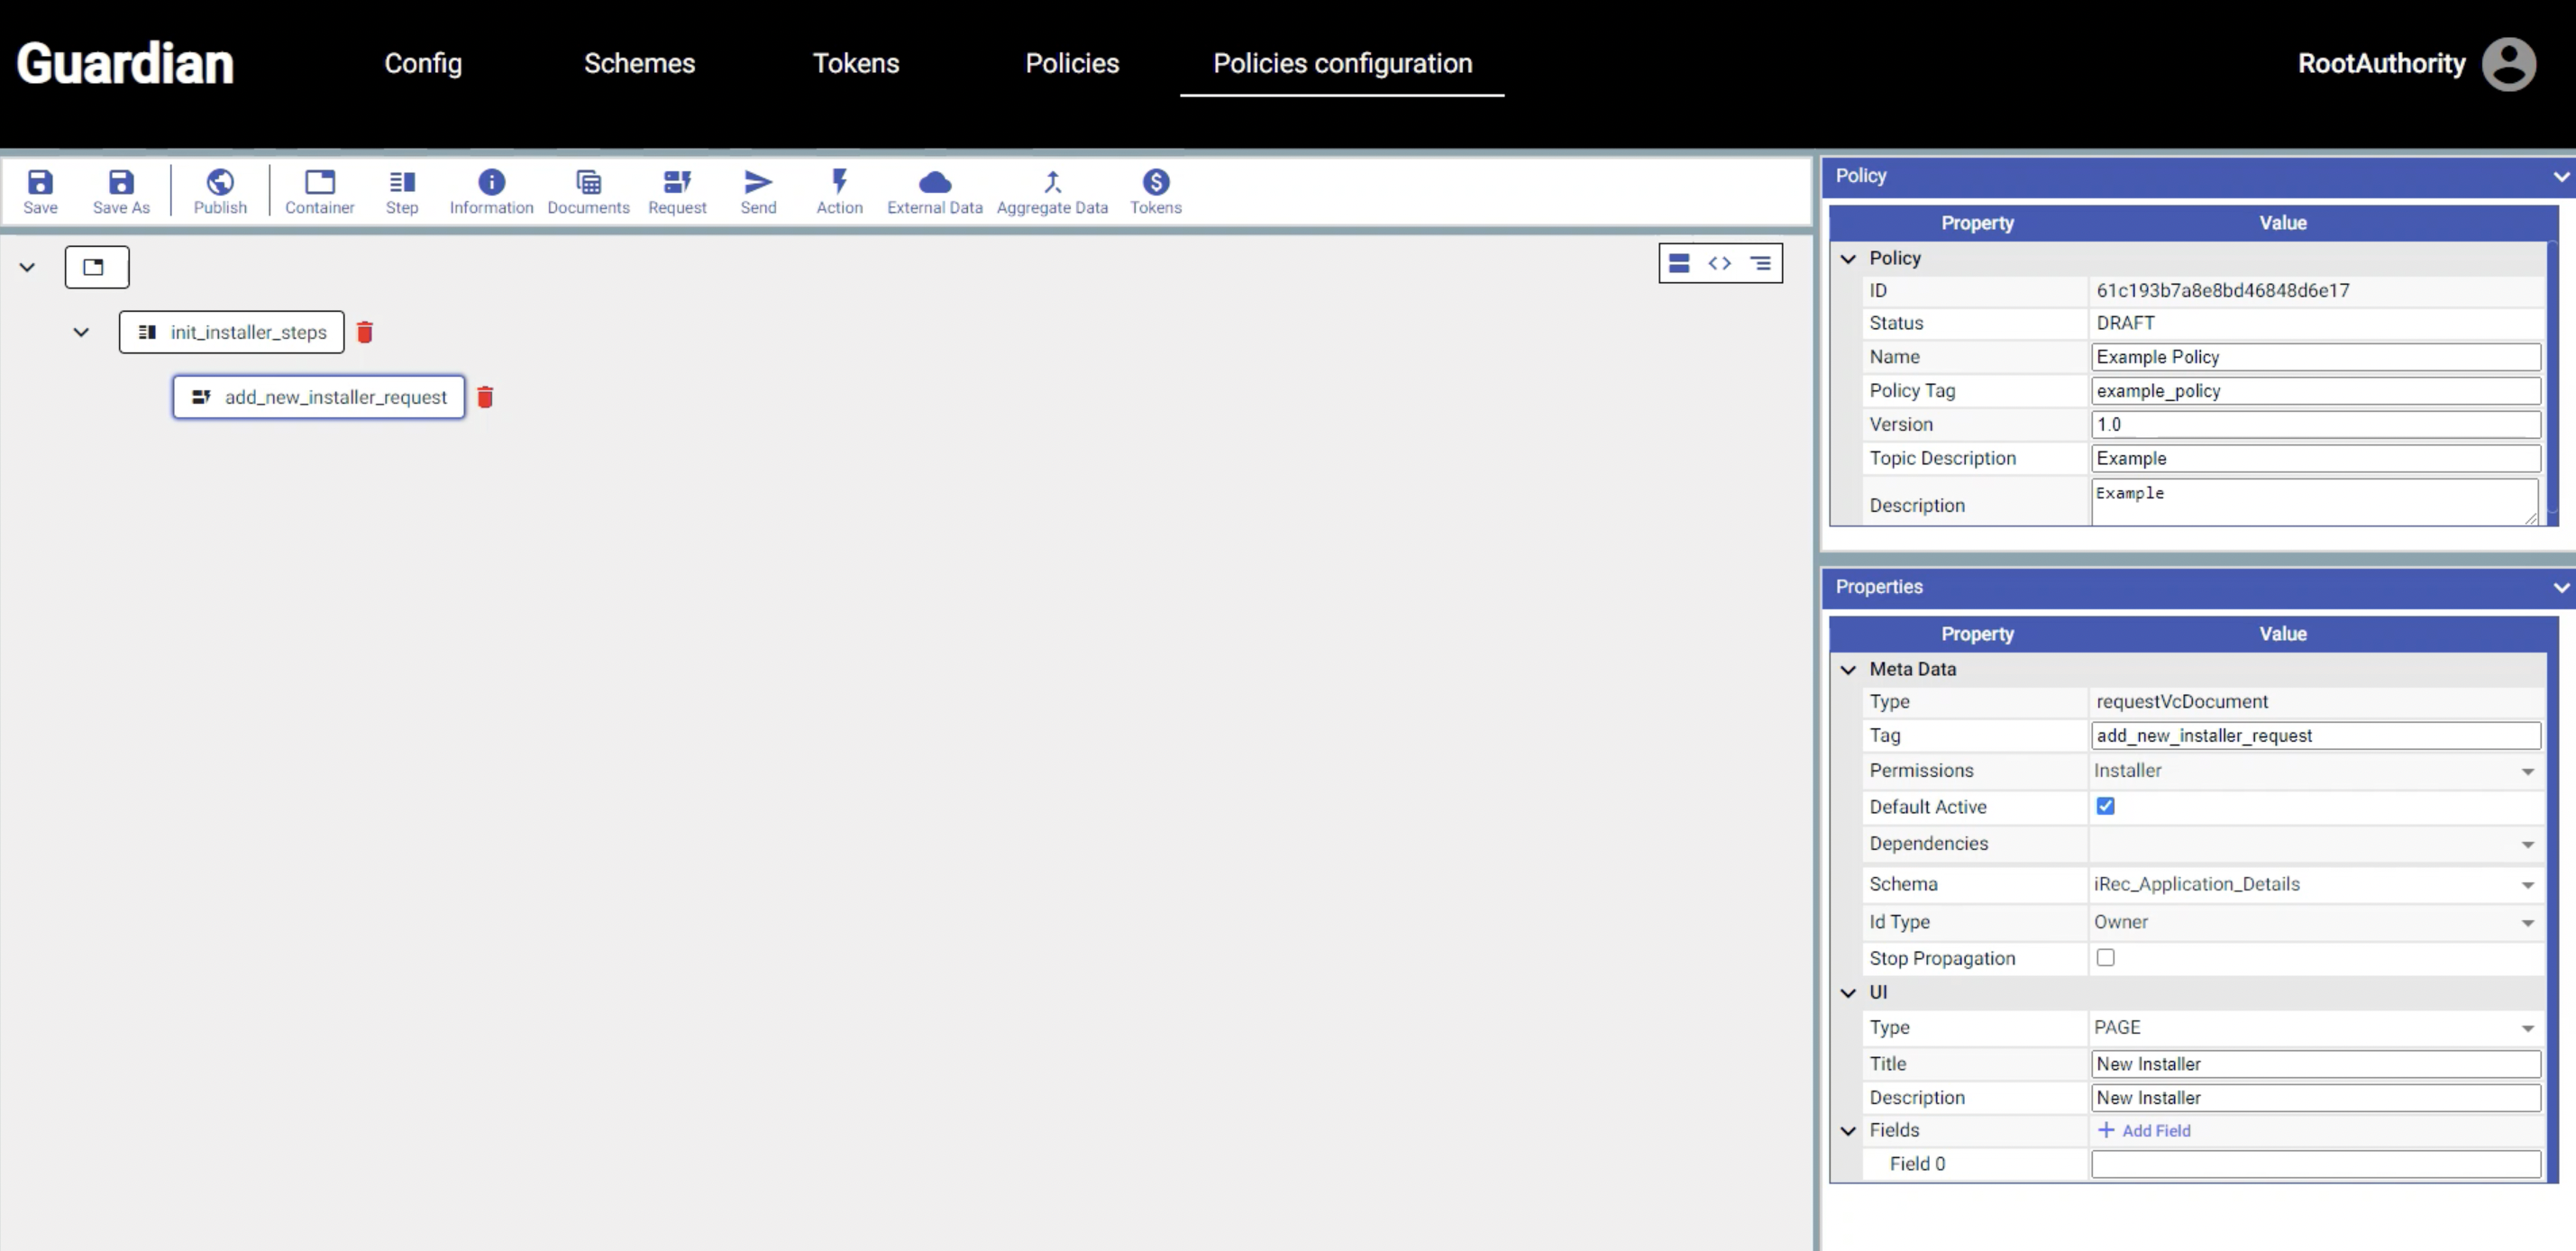 Guardian Config Schemes Tokens Policies Policies configuration RootAuthority
Save Save As Publish Container Step Information Documents Request Send Action External Data Aggregate Data Tokens
init_installer_steps
add_new_installer_request
Policy
Property Value
Policy
ID 61c193b7a8e8bd46848d6e17
Status DRAFT
Name Example Policy
Policy Tag example_policy
Version 1.0
Topic Description Example
Description Example
Properties
Property Value
Meta Data
Type requestVcDocument
Tag add_new_installer_request
Permissions Installer
Default Active
Dependencies
Schema iRec_Application_Details
Id Type Owner
Stop Propagation
UI
Type PAGE
Title New Installer
Description New Installer
Fields + Add Field
Field 0